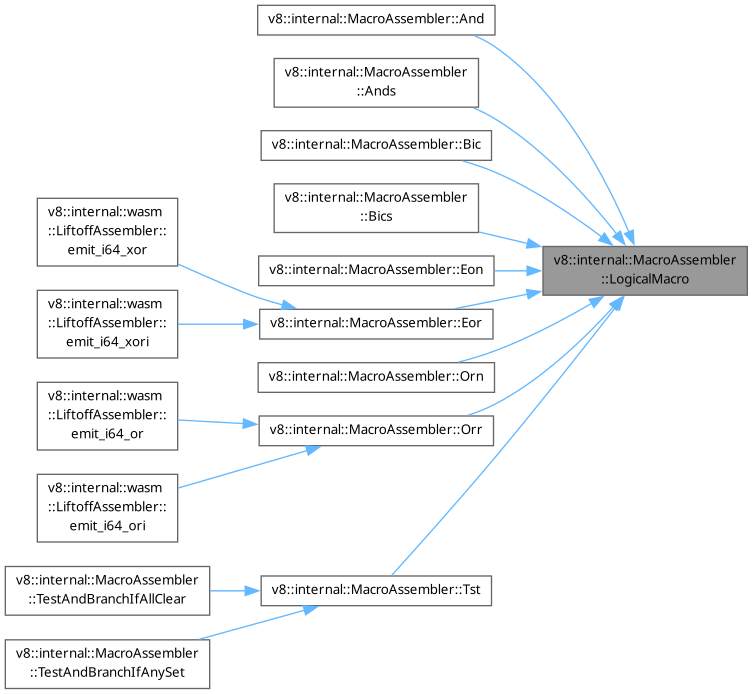 v8::internal::MacroAssembler::And
v8::internal::MacroAssembler
::Ands
v8::internal::MacroAssembler::Bic
v8::internal::MacroAssembler
::Bics
v8::internal::wasm
::LiftoffAssembler::
emit_i64_xor
v8::internal::MacroAssembler
::LogicalMacro
v8::internal::MacroAssembler::Eon
v8::internal::wasm
::LiftoffAssembler::
emit_i64_xori
v8::internal::MacroAssembler::Eor
v8::internal::MacroAssembler::Orn
v8::internal::wasm
::LiftoffAssembler::
emit_i64_or
v8::internal::MacroAssembler::Orr
v8::internal::wasm
::LiftoffAssembler::
emit_i64_ori
v8::internal::MacroAssembler
::TestAndBranchIfAllClear
v8::internal::MacroAssembler::Tst
v8::internal::MacroAssembler
::TestAndBranchIfAnySet